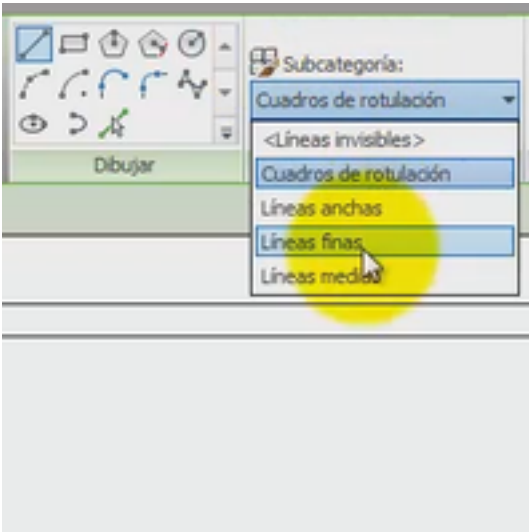 Subcategoría:
Cuadros de rotulación
<Líneas invisibles>
Cuadros de rotulación
Líneas anchas
Líneas finas
Líneas medias
Dibujar